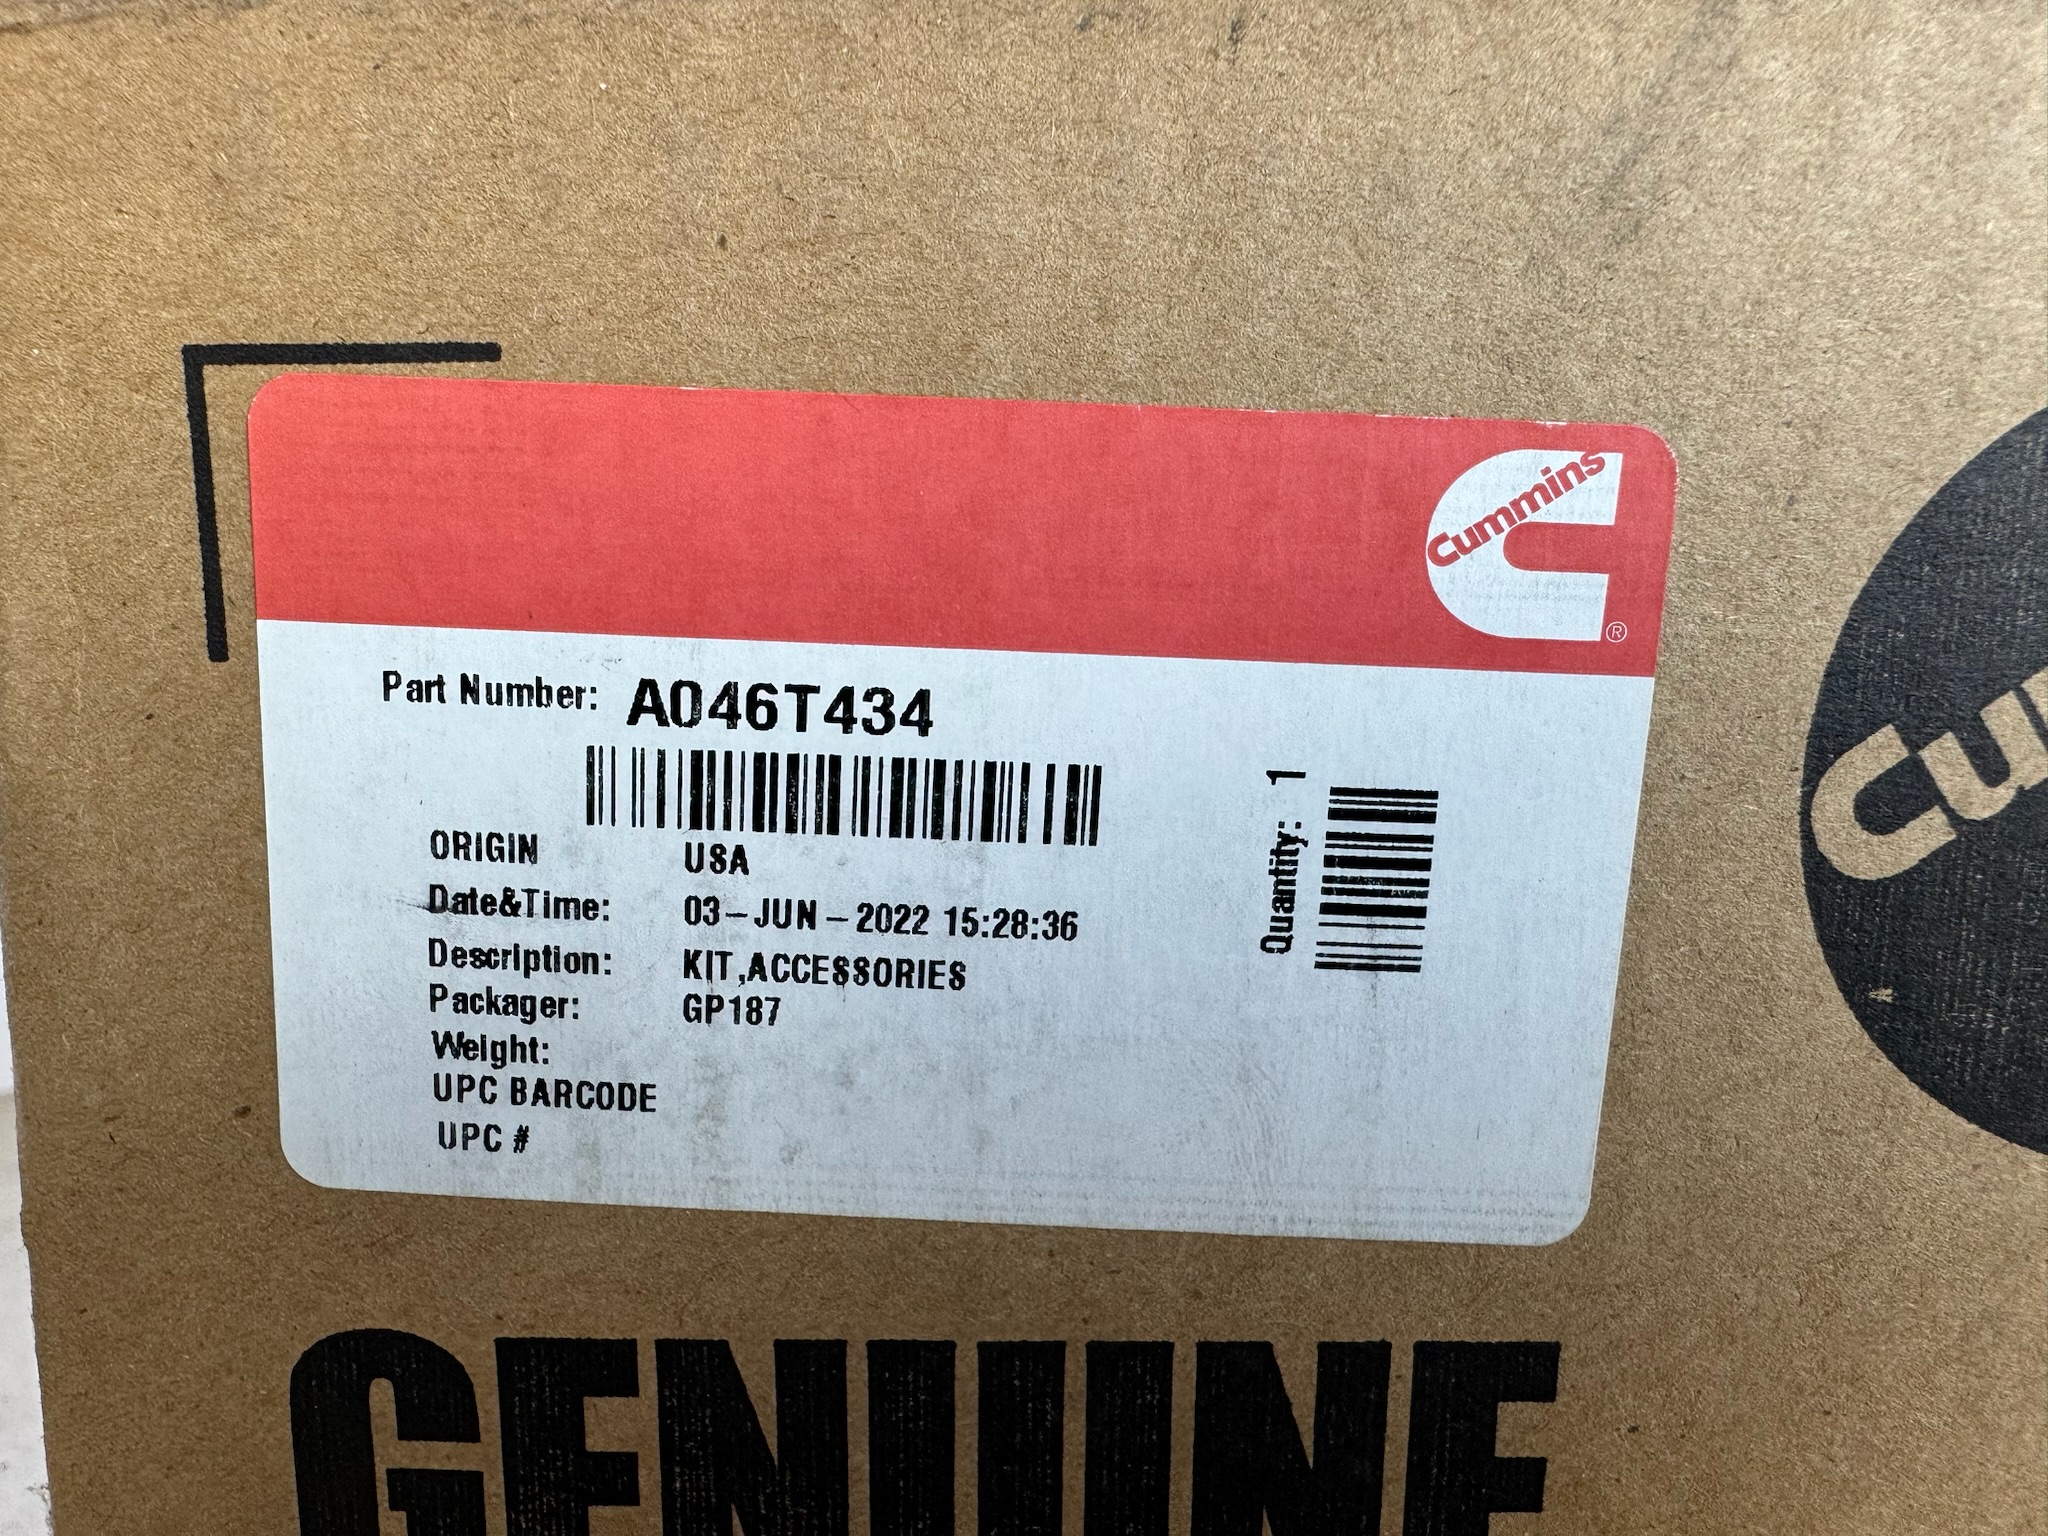 Cummins
®
Part Number: A046T434
Quantity: 1
ORIGIN USA
Date&Time: 03-JUN-2022 15:28:36
Description: KIT,ACCESSORIES
Packager: GP187
Weight:
UPC BARCODE
UPC #
GENUINE